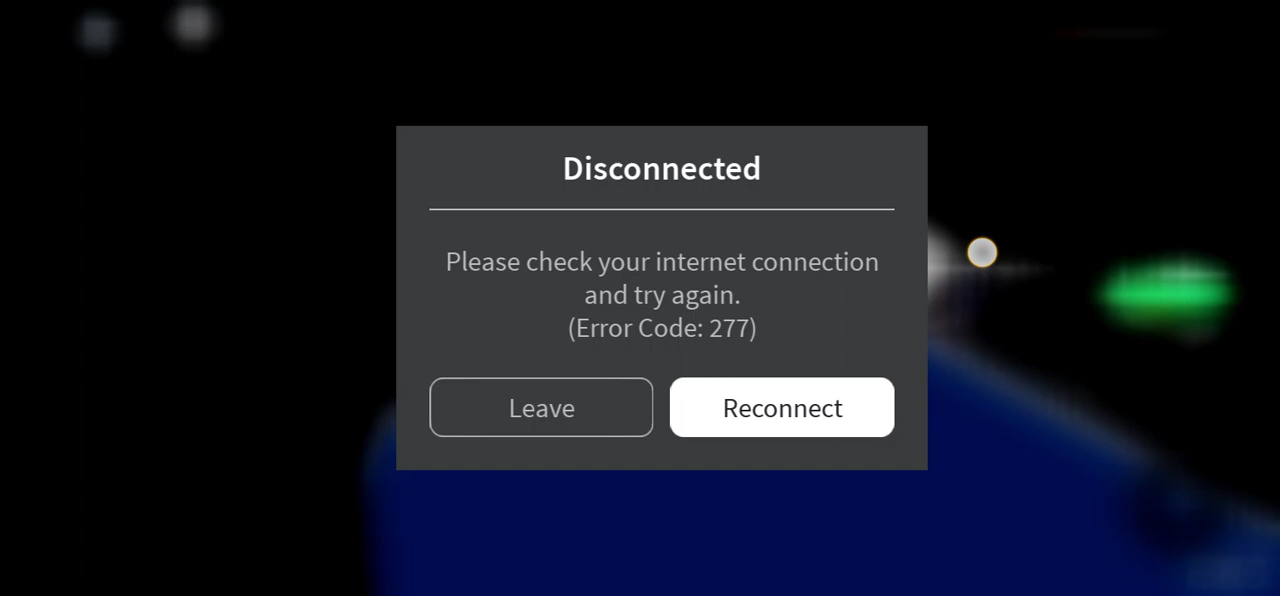 Disconnected
Please check your internet connection
and try again.
(Error Code: 277)
Leave
Reconnect